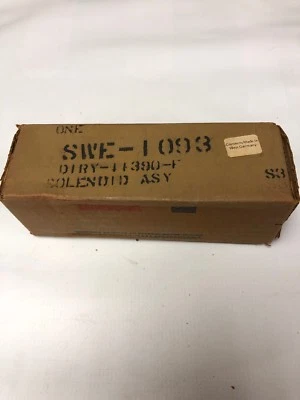 ONE
SWE-1093
D1RY-11390-F
SOLENOID ASY
S3